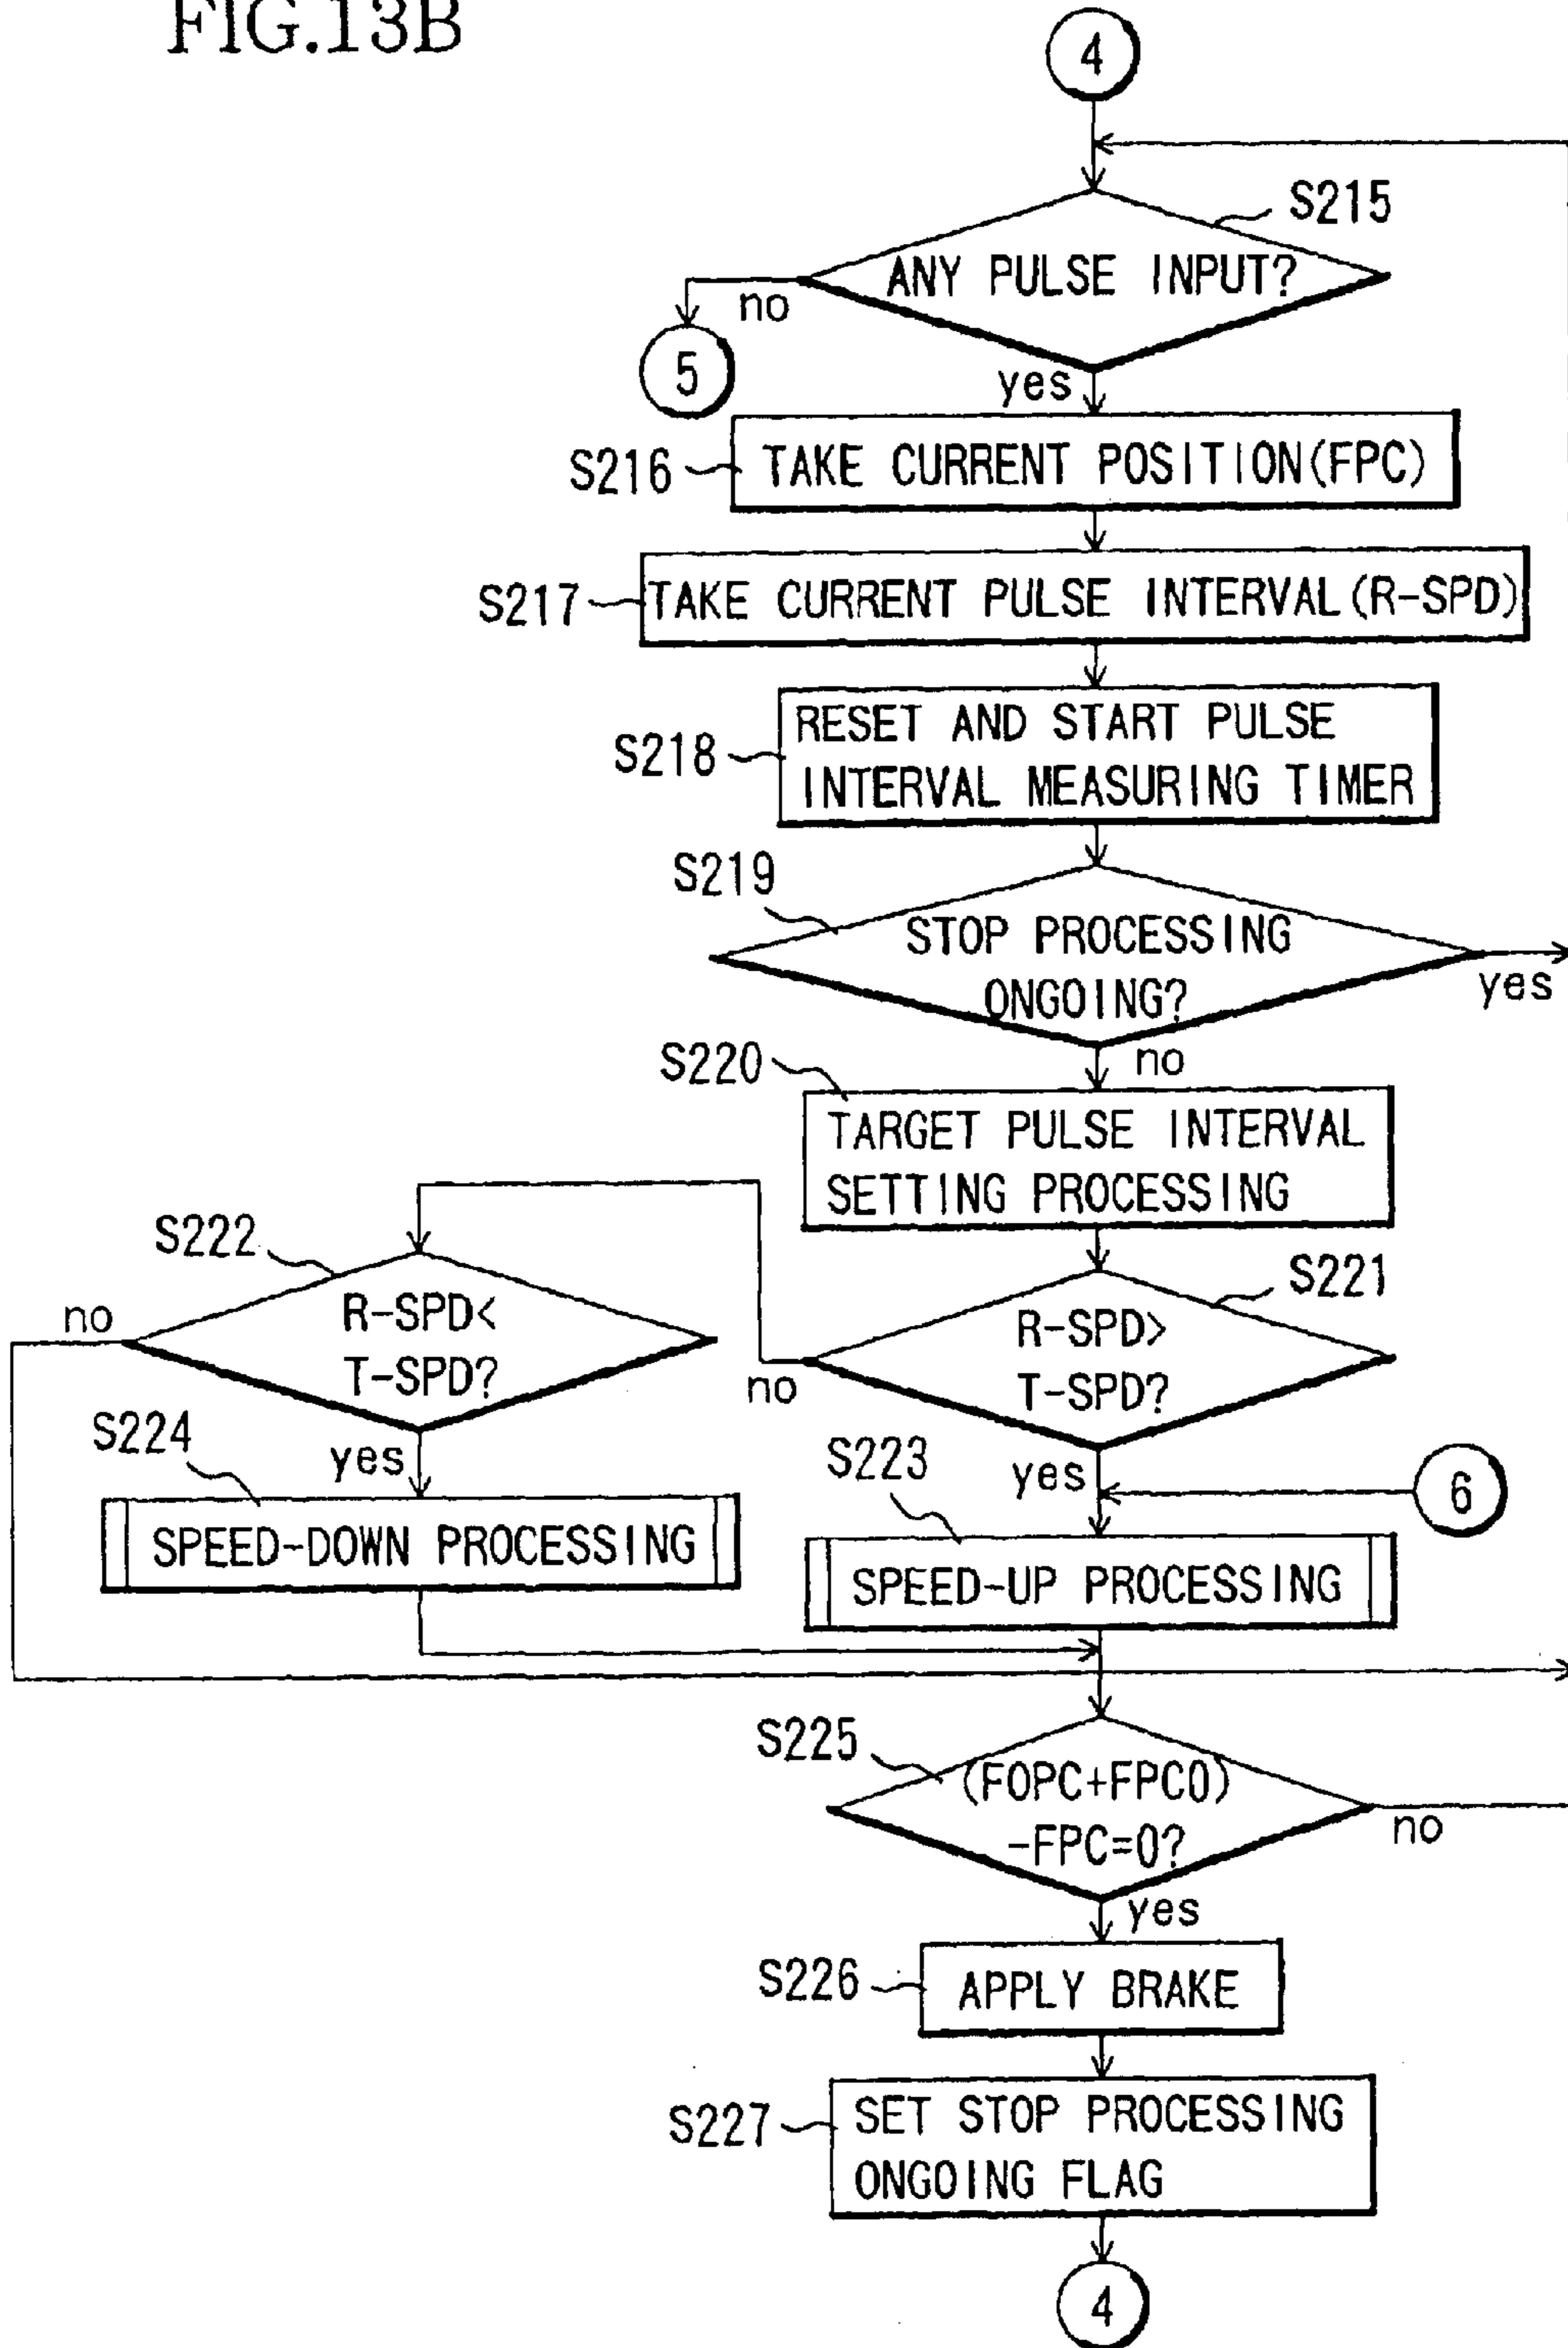 FIG.13B
4
S215
ANY PULSE INPUT?
no
5
yes
S216
TAKE CURRENT POSITION(FPC)
S217
TAKE CURRENT PULSE INTERVAL(R-SPD)
S218
RESET AND START PULSE
INTERVAL MEASURING TIMER
S219
STOP PROCESSING
ONGOING?
yes
no
S220
TARGET PULSE INTERVAL
SETTING PROCESSING
S222
R-SPD<
T-SPD?
no
S221
R-SPD>
T-SPD?
no
S224
yes
SPEED-DOWN PROCESSING
S223
yes
6
SPEED-UP PROCESSING
S225
(FOPC+FPC0)
-FPC=0?
no
yes
S226
APPLY BRAKE
S227
SET STOP PROCESSING
ONGOING FLAG
4